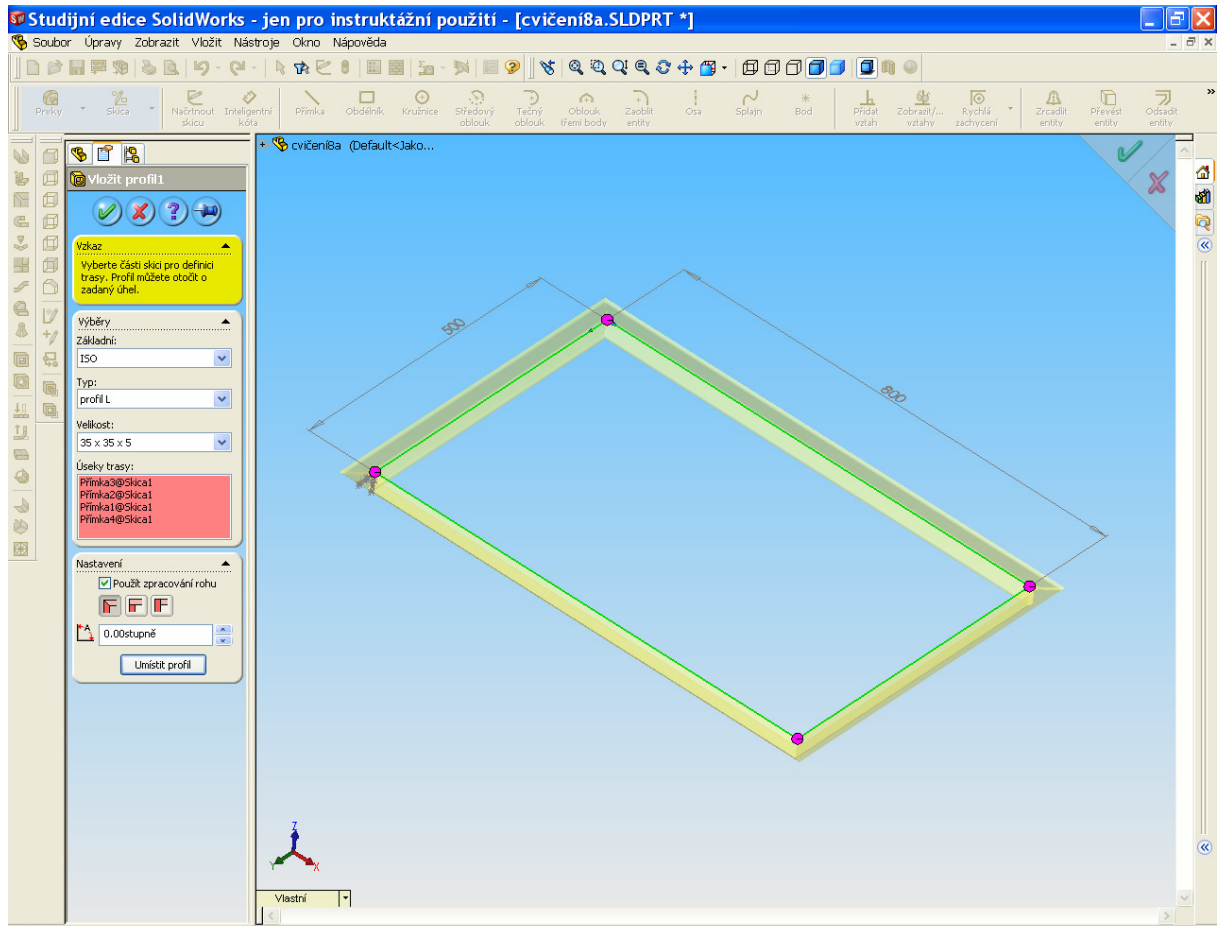 Studijní edice SolidWorks - jen pro instruktážní použití - [cvičení8a.SLDPRT *]
Soubor Úpravy Zobrazit Vložit Nástroje Okno Nápověda
Prvky Skica Načrtnout skicu Inteligentní kóta Přímka Obdélník Kružnice Středový oblouk Tečný oblouk Oblouk třemi body Zaoblit entity Osa Splajn Bod Přidat vztah Zobrazit/... vztahy Rychlá zachycení Zrcadlit entity Převést entity Odsadit entity
cvičení8a (Default<Jako...
Vložit profil1
Vzkaz
Vyberte části skici pro definici
trasy. Profil můžete otočit o
zadaný úhel.
Výběry
Základní:
ISO
Typ:
profil L
Velikost:
35 x 35 x 5
Úseky trasy:
Přímka3@Skica1
Přímka2@Skica1
Přímka1@Skica1
Přímka4@Skica1
Nastavení
Použít zpracování rohu
0.00stupně
Umístit profil
500
800
Z
Y
X
Vlastní